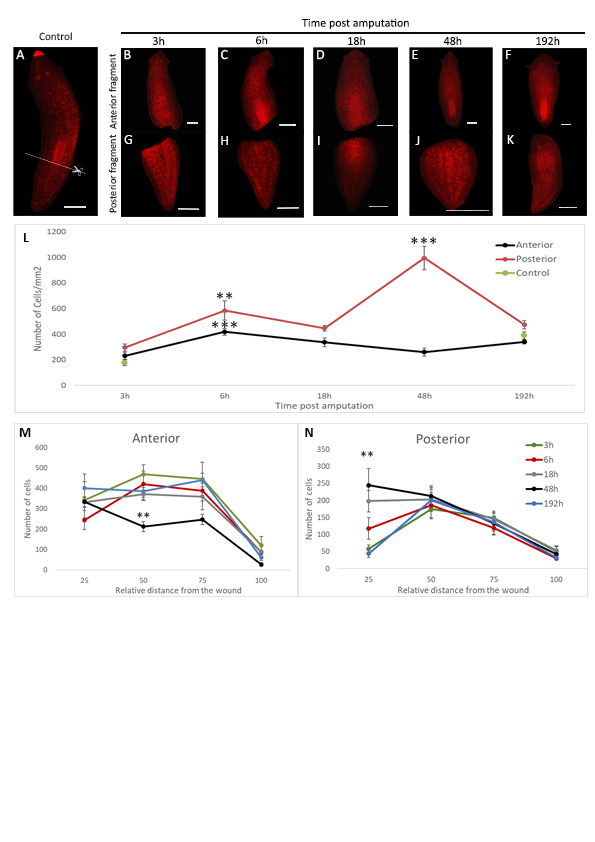 Time post amputation
Control
3h 6h 18h 48h 192h
Anterior fragment
A B C D E F
Posterior fragment
G H I J K
L
1200
1000
800
600
400
200
0
Number of Cells/mm2
** 
***
***
Anterior
Posterior
Control
3h 6h 18h 48h 192h
Time post amputation
M
Anterior
600
500
400
300
200
100
0
Number of cells
**
25 50 75 100
Relative distance from the wound
N
Posterior
350
300
250
200
150
100
50
0
Number of cells
**
3h
6h
18h
48h
192h
25 50 75 100
Relative distance from the wound